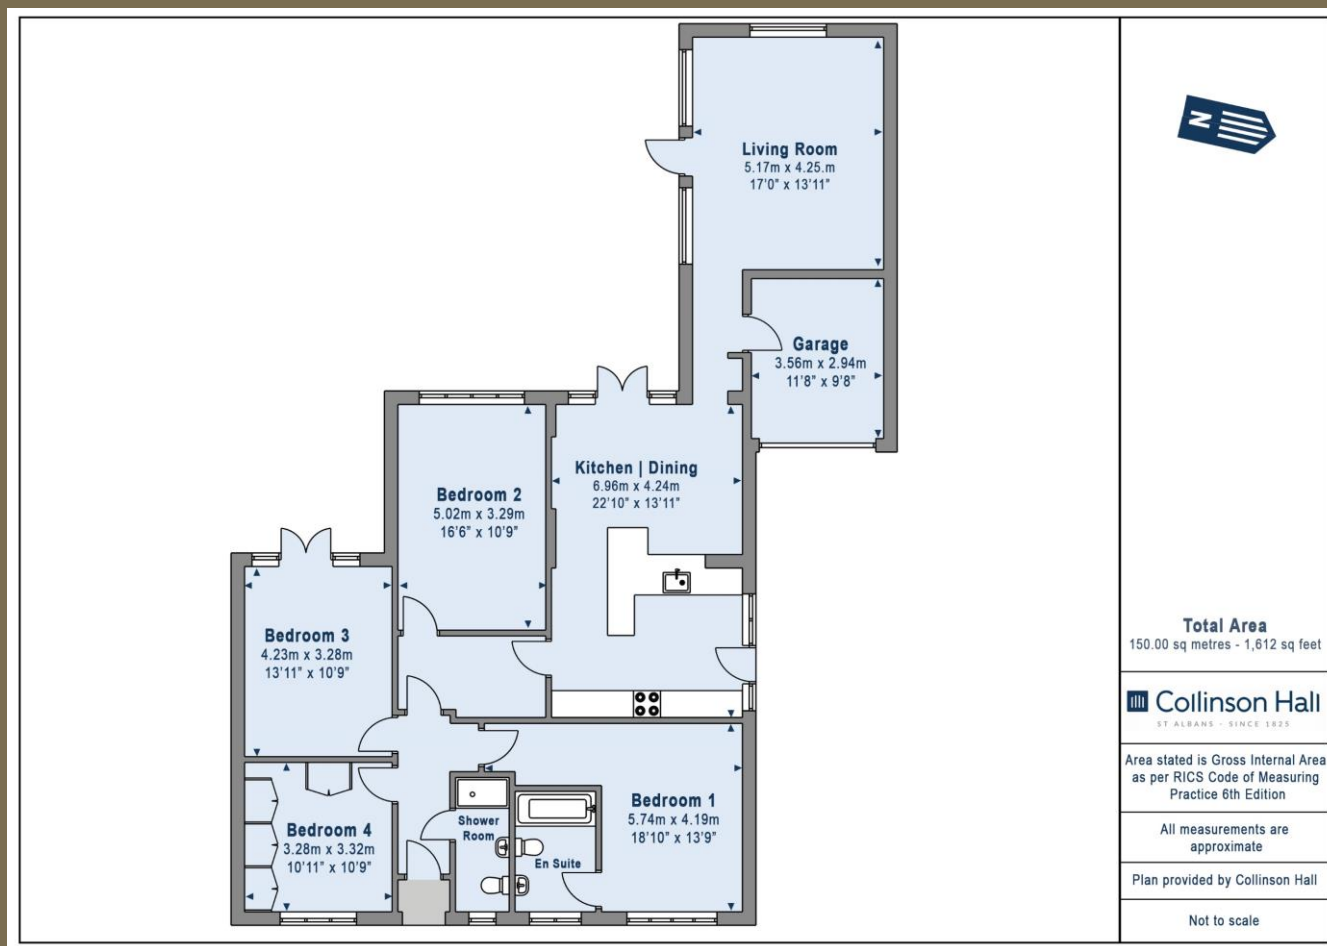 Living Room
5.17m x 4.25.m
17'0" x 13'11"
Garage
3.56m x 2.94m
11'8" x 9'8"
Kitchen | Dining
6.96m x 4.24m
22'10" x 13'11"
Bedroom 2
5.02m x 3.29m
16'6" x 10'9"
Bedroom 3
4.23m x 3.28m
13'11" x 10'9"
Bedroom 4
3.28m x 3.32m
10'11" x 10'9"
Shower
Room
En Suite
Bedroom 1
5.74m x 4.19m
18'10" x 13'9"
N
Total Area
150.00 sq metres - 1,612 sq feet
Collinson Hall
ST ALBANS - SINCE 1825
Area stated is Gross Internal Area
as per RICS Code of Measuring
Practice 6th Edition
All measurements are
approximate
Plan provided by Collinson Hall
Not to scale